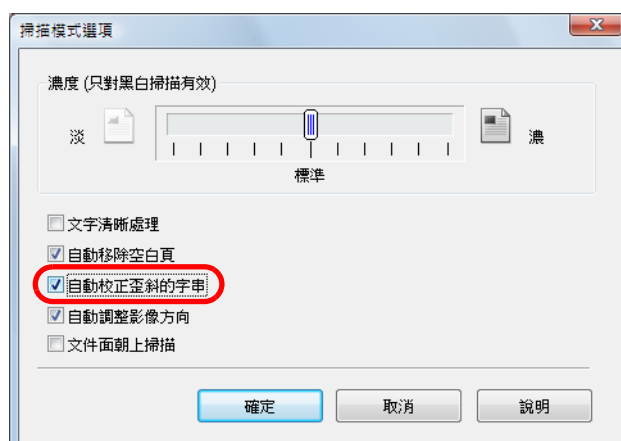 掃描模式選項
濃度 (只對黑白掃描有效)
淡 濃
標準
文字清晰處理
自動移除空白頁
自動校正歪斜的字串
自動調整影像方向
文件面朝上掃描
確定 取消 說明